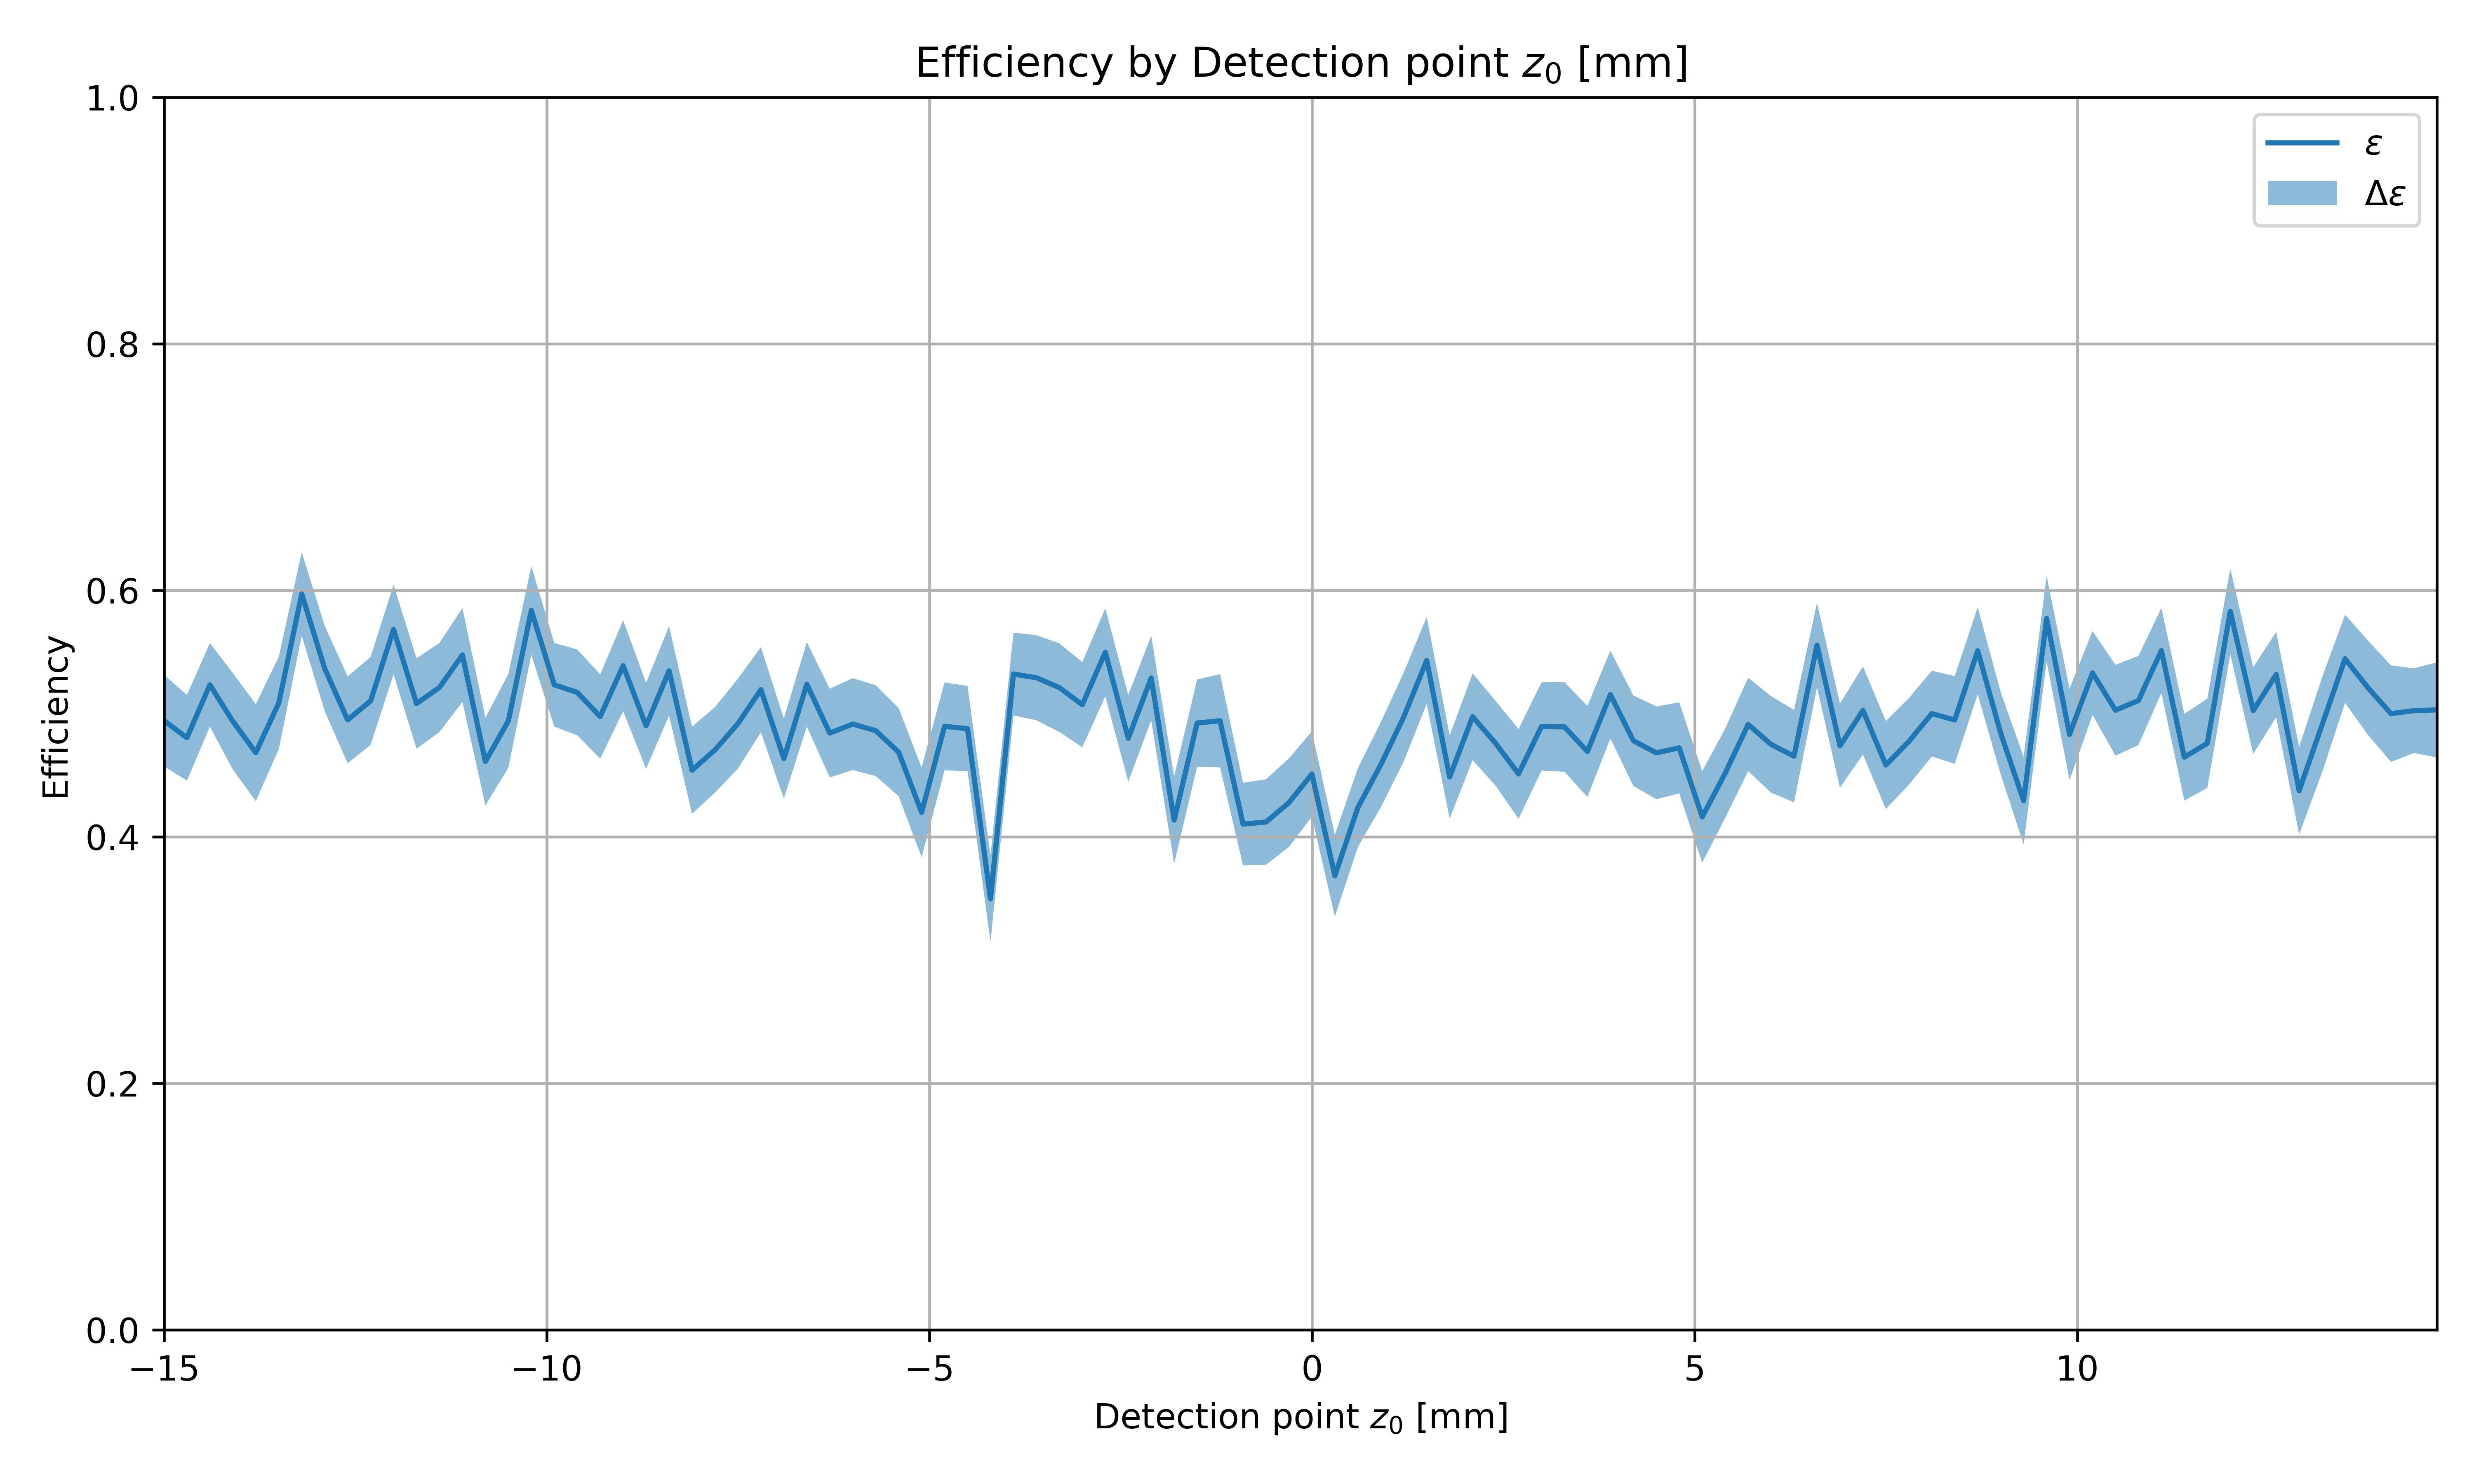 Efficiency by Detection point z₀ [mm]
1.0
0.8
0.6
0.4
0.2
0.0
Efficiency
ε
Δε
−15 −10 −5 0 5 10
Detection point z₀ [mm]